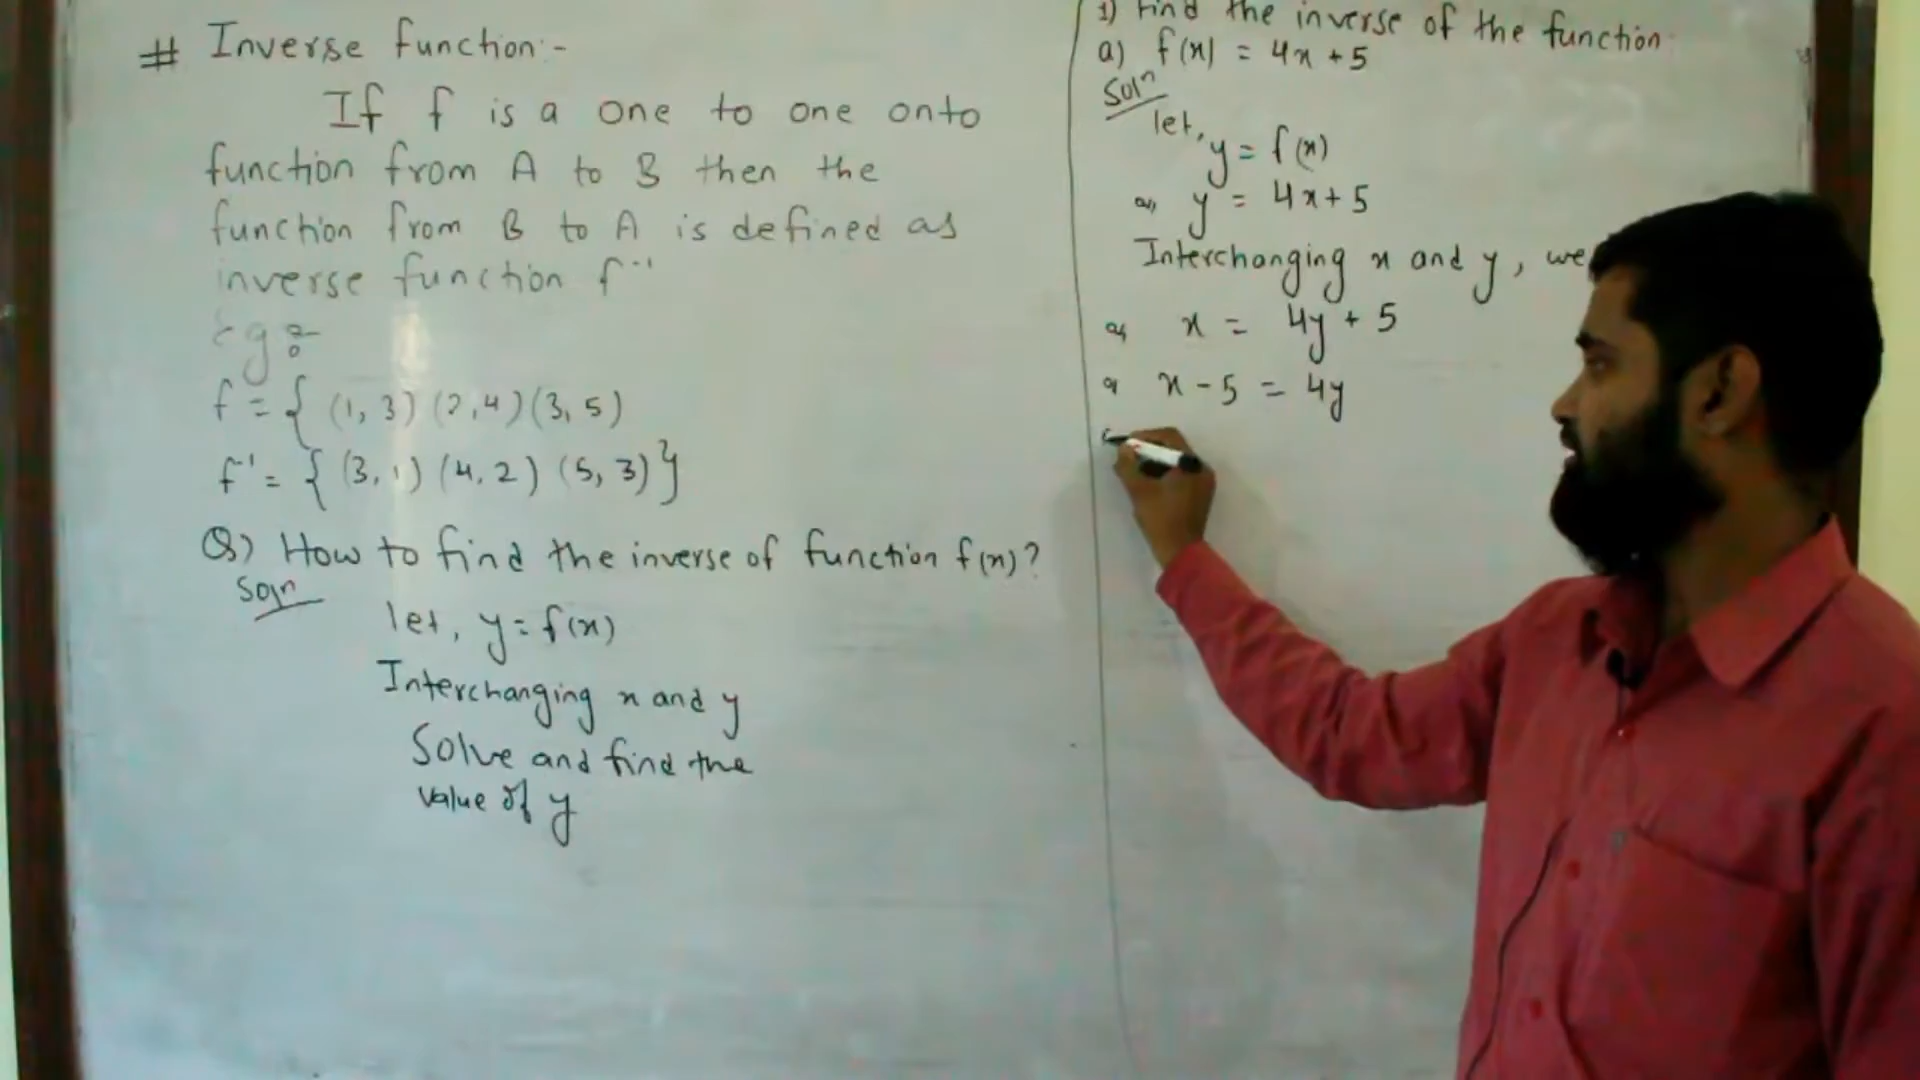 # Inverse function:-
If f is a one to one onto
function from A to B then the
function from B to A is defined as
inverse function f⁻¹
eg:-
f = { (1, 3) (2, 4) (3, 5)
f⁻¹ = { (3, 1) (4, 2) (5, 3) }
Q) How to find the inverse of function f(x)?
Solⁿ
let, y = f(x)
Interchanging x and y
Solve and find the
value of y
1) Find the inverse of the function
a) f(x) = 4x + 5
Solⁿ
let, y = f(x)
or, y = 4x + 5
Interchanging x and y, we
or x = 4y + 5
or x - 5 = 4y